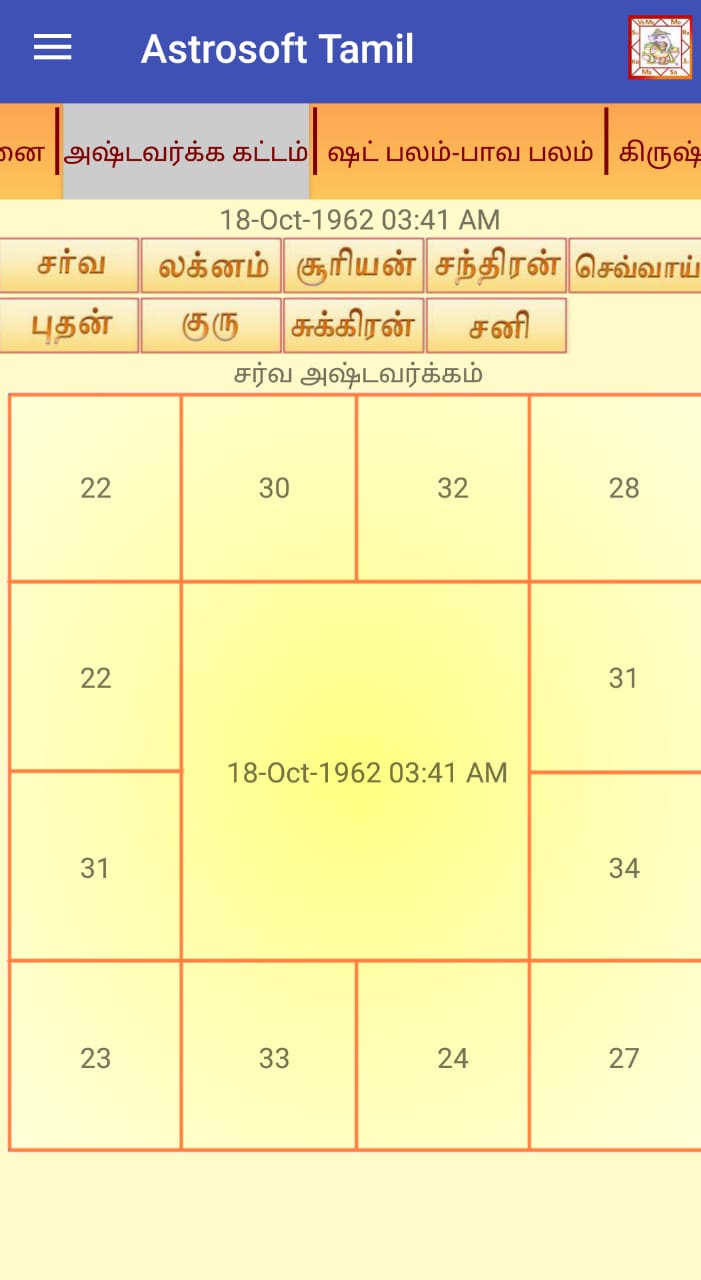 Astrosoft Tamil
னை அஷ்டவர்க்க கட்டம் ஷட் பலம்-பாவ பலம் கிருஷ்
18-Oct-1962 03:41 AM
சர்வ லக்னம் சூரியன் சந்திரன் செவ்வாய்
புதன் குரு சுக்கிரன் சனி
சர்வ அஷ்டவர்க்கம்
22 30 32 28
22 31
18-Oct-1962 03:41 AM
31 34
23 33 24 27